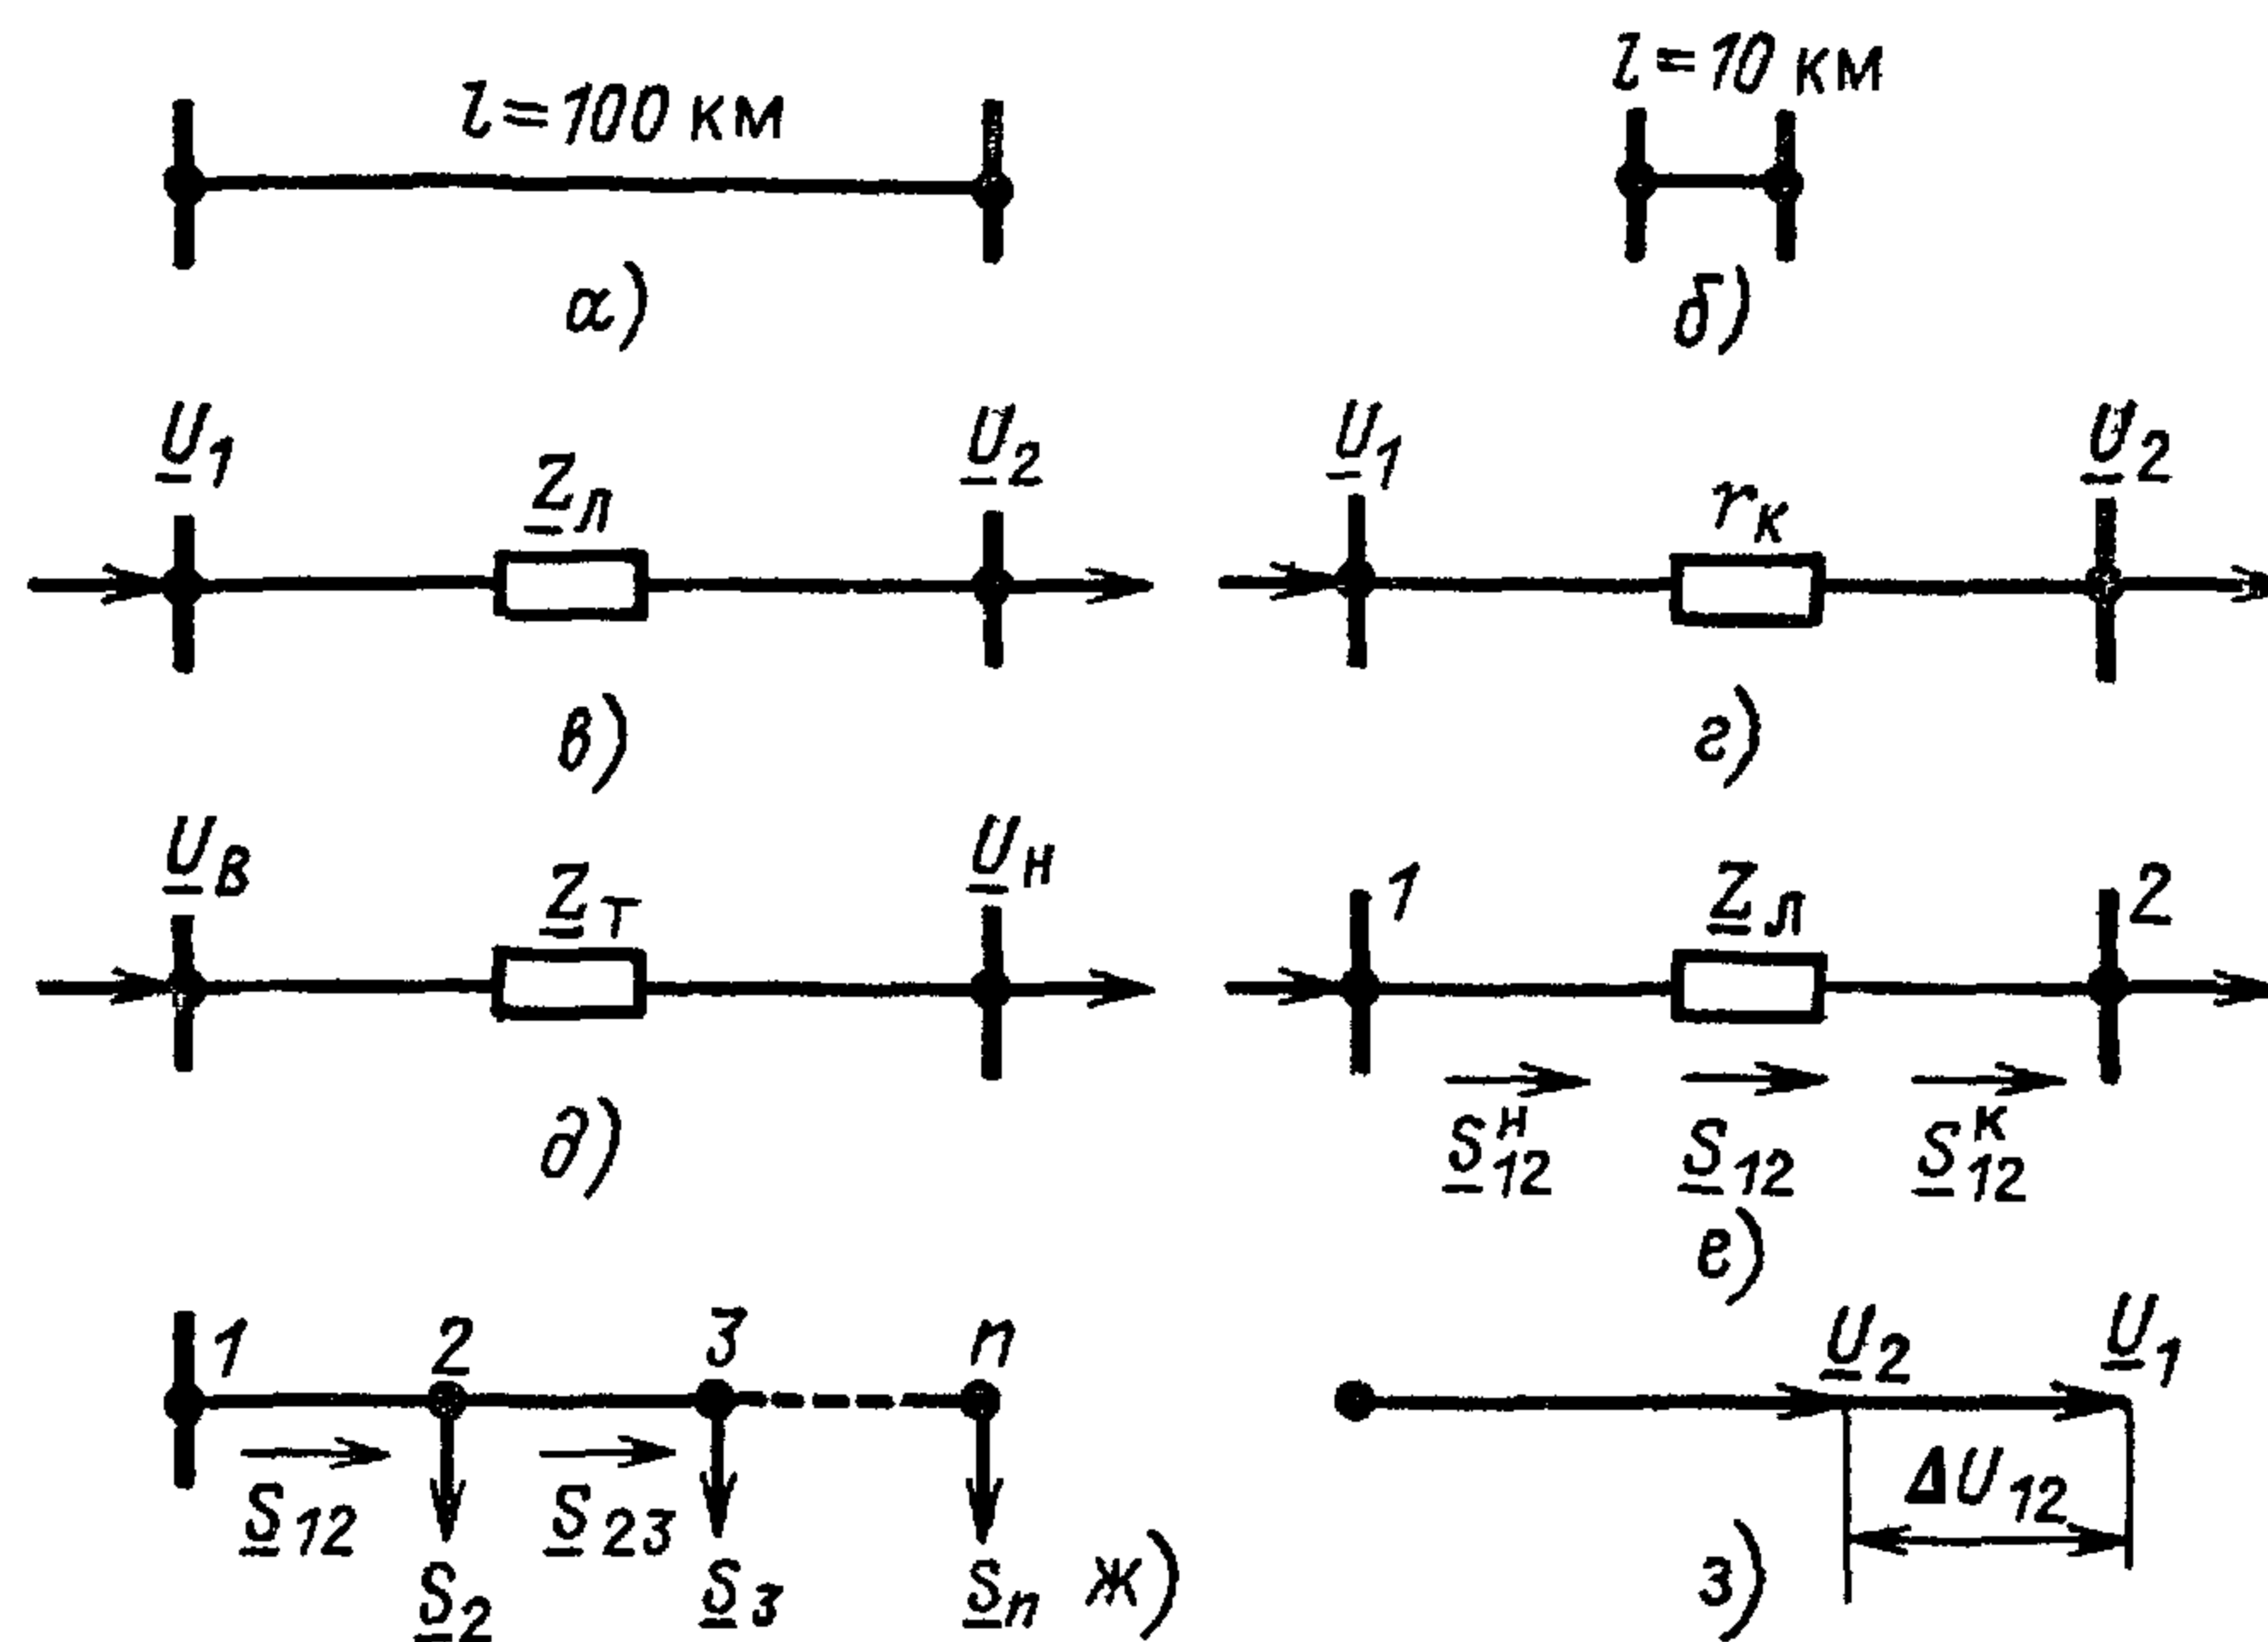 l=100 км
l=10 км
а)
б)
U1 Zл U2
U1 rк U2
в)
г)
Uв Zт Uн
1 Zл 2
д)
S12н S12 S12к
е)
1 2 3 n
U2 U1
S12 S23
ΔU12
S2 S3 Sn ж)
з)